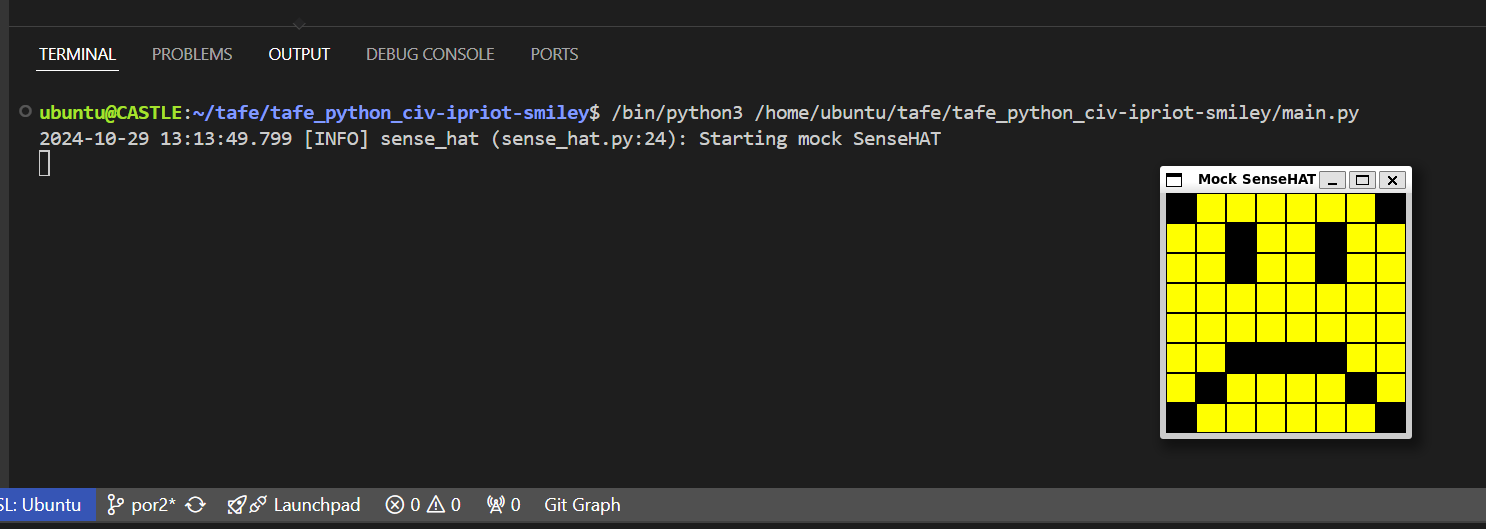 TERMINAL PROBLEMS OUTPUT DEBUG CONSOLE PORTS
ubuntu@CASTLE:~/tafe/tafe_python_civ-ipriot-smiley$ /bin/python3 /home/ubuntu/tafe/tafe_python_civ-ipriot-smiley/main.py
2024-10-29 13:13:49.799 [INFO] sense_hat (sense_hat.py:24): Starting mock SenseHAT
Mock SenseHAT
SL: Ubuntu por2* Launchpad 0 0 0 Git Graph